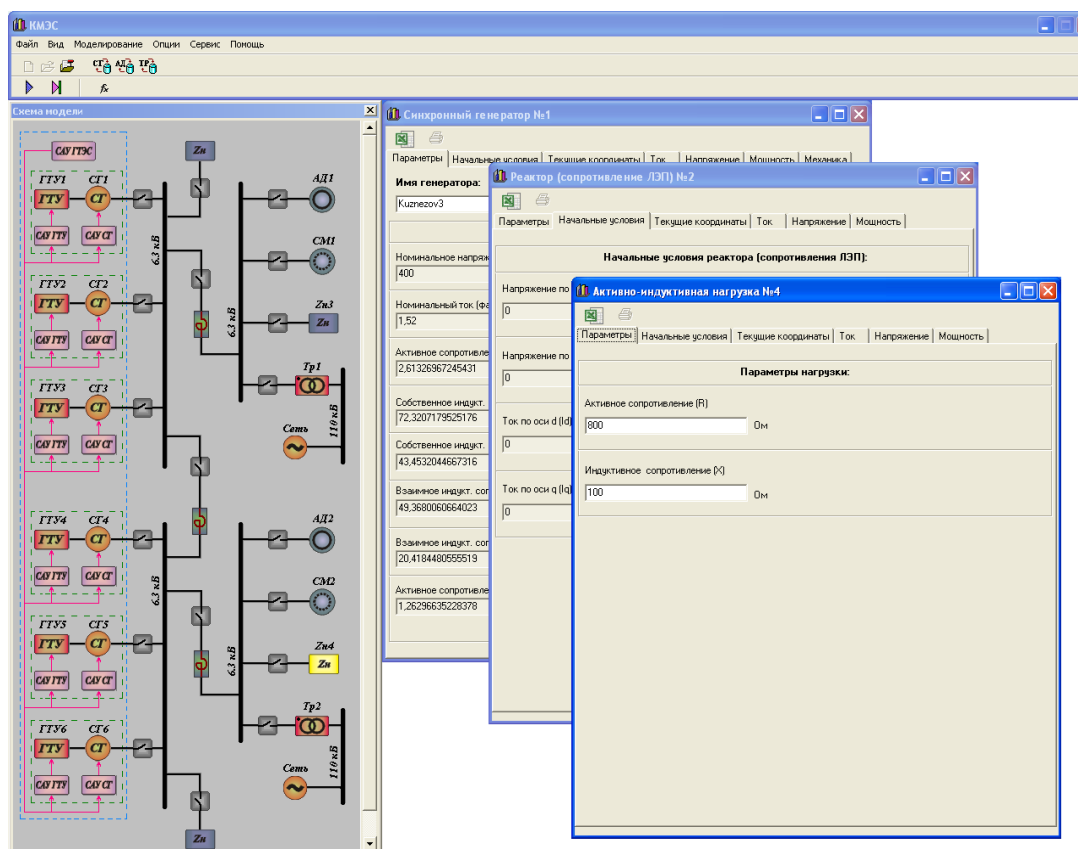 КМЭС
Файл Вид Моделирование Опции Сервис Помощь
СГ АД ТР
fx
Схема модели
САУ ГТЭС
Zн
ГТУ1 СГ1
ГТУ СГ
САУ ГТУ САУ СГ
6.3 кВ
АД1
СМ1
ГТУ2 СГ2
ГТУ СГ
САУ ГТУ САУ СГ
6.3 кВ
Zн3
Zн
ГТУ3 СГ3
ГТУ СГ
САУ ГТУ САУ СГ
Тр1
110 кВ
Сеть
ГТУ4 СГ4
ГТУ СГ
САУ ГТУ САУ СГ
6.3 кВ
АД2
СМ2
ГТУ5 СГ5
ГТУ СГ
САУ ГТУ САУ СГ
6.3 кВ
Zн4
Zн
Тр2
ГТУ6 СГ6
ГТУ СГ
САУ ГТУ САУ СГ
110 кВ
Сеть
Zн
Синхронный генератор №1
Параметры Начальные условия Текущие координаты Ток Напряжение Мощность Механика
Имя генератора:
Kuznezov3
Номинальное напряж
400
Номинальный ток (фа
1,52
Активное сопротивле
2,61326967245431
Собственное индукт.
72,3207179525176
Собственное индукт.
43,4532044667316
Взаимное индукт. соп
49,3680060664023
Взаимное индукт. соп
20,4184480555519
Активное сопротивле
1,26296635228378
Реактор (сопротивление ЛЭП) №2
Параметры Начальные условия Текущие координаты Ток Напряжение Мощность
Начальные условия реактора (сопротивления ЛЭП):
Напряжение по
0
Напряжение по
0
Ток по оси d (Id)
0
Ток по оси q (Iq)
0
Активно-индуктивная нагрузка №4
Параметры Начальные условия Текущие координаты Ток Напряжение Мощность
Параметры нагрузки:
Активное сопротивление (R)
800 Ом
Индуктивное сопротивление (X)
100 Ом